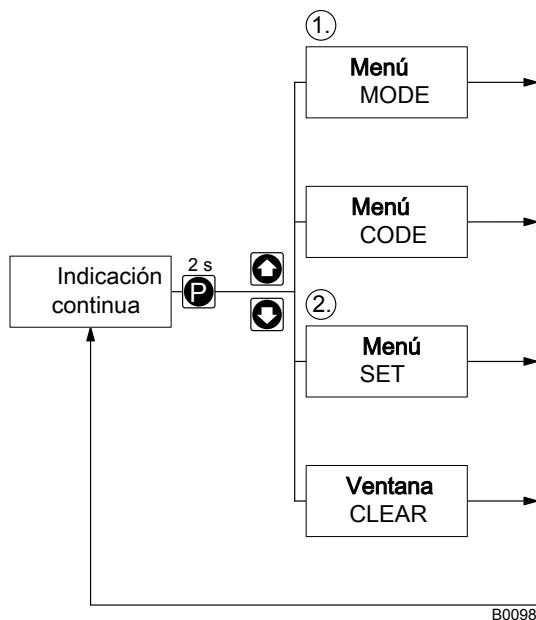 1.
Menú
MODE
Menú
CODE
Indicación
continua
2 s
P
2.
Menú
SET
Ventana
CLEAR
B0098